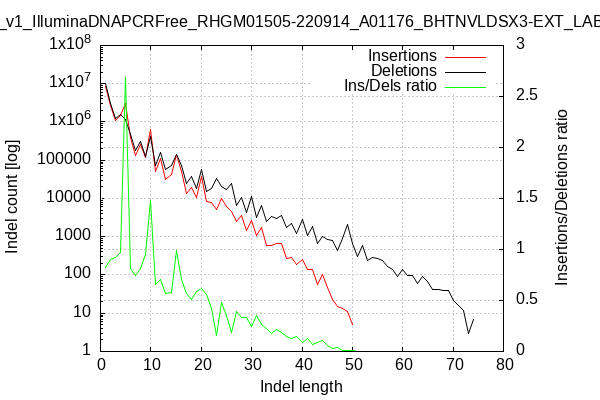 _v1_IlluminaDNAPCRFree_RHGM01505-220914_A01176_BHTNVLDSX3-EXT_LAB
Insertions
Deletions
Ins/Dels ratio
1x10^8
1x10^7
1x10^6
100000
10000
1000
100
10
1
3
2.5
2
1.5
1
0.5
0
0 10 20 30 40 50 60 70 80
Indel length
Indel count [log]
Insertions/Deletions ratio